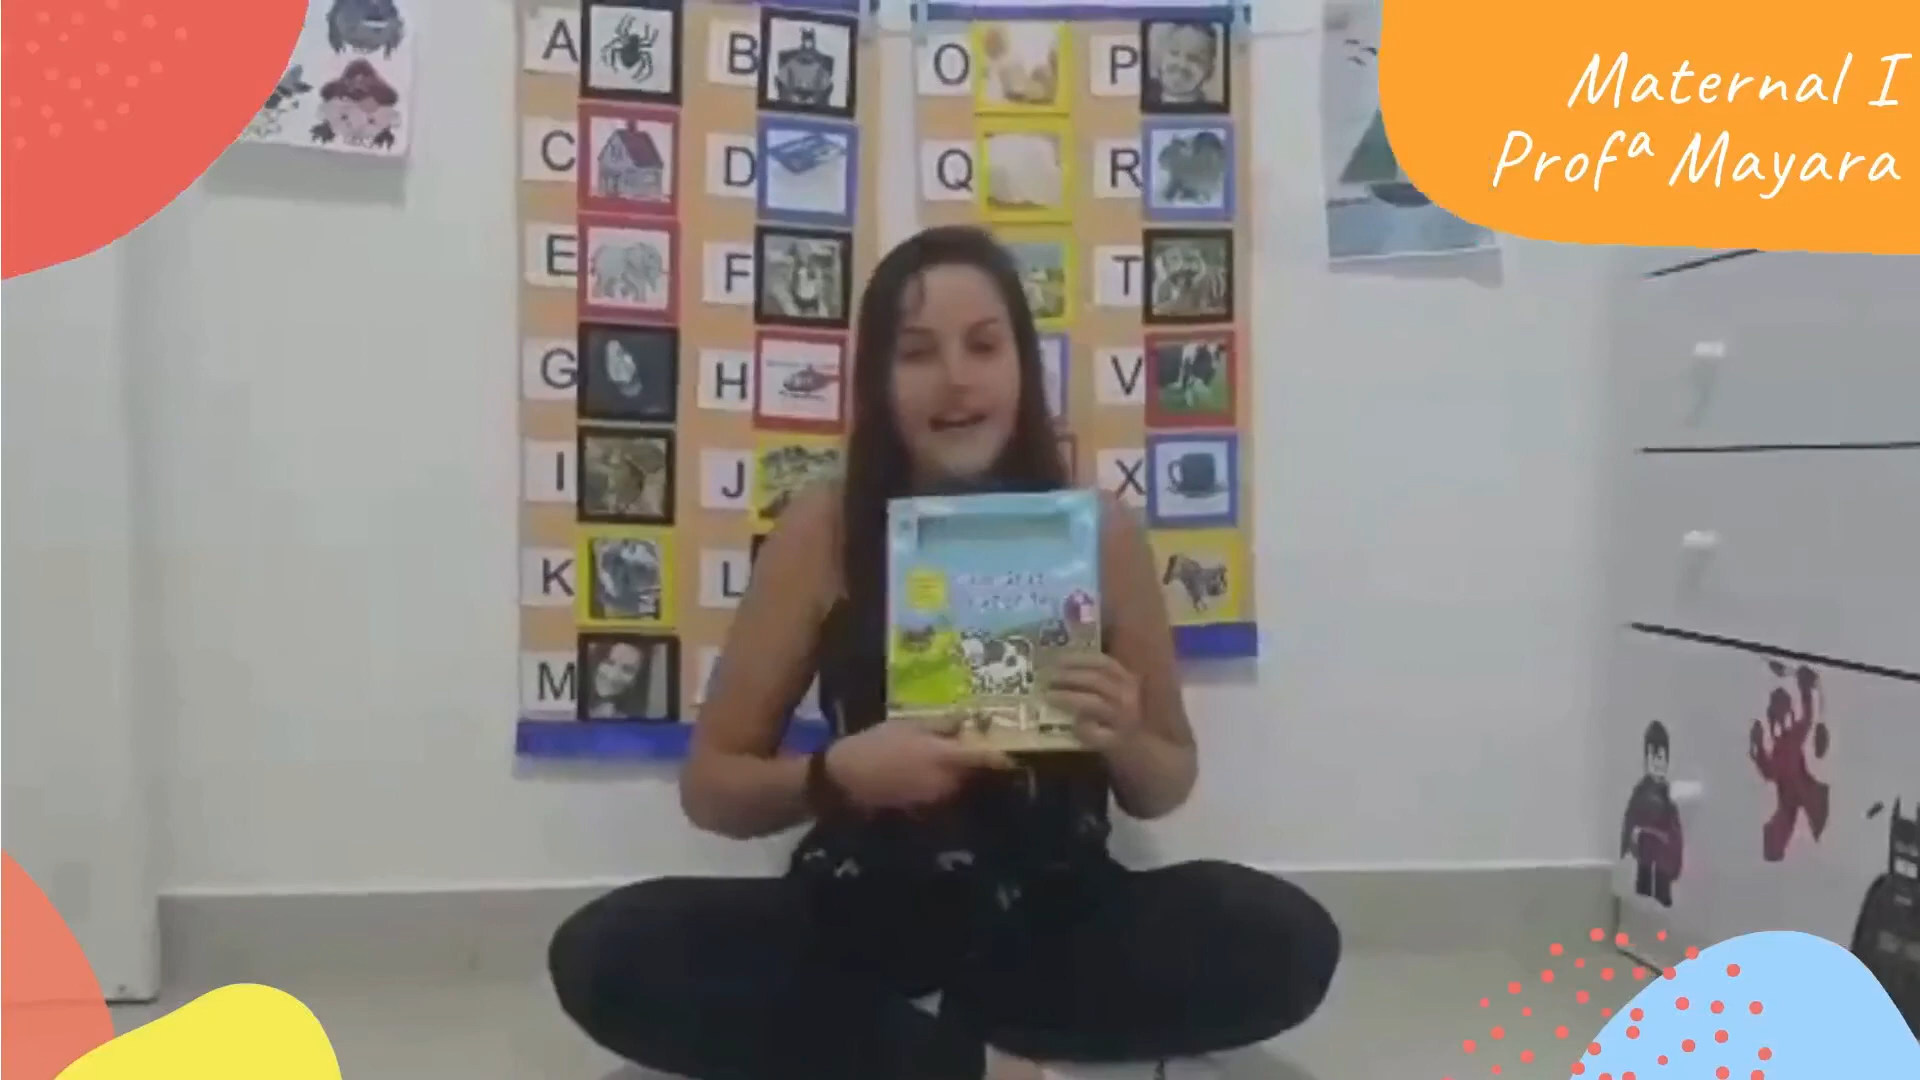 Maternal I
Profª Mayara
A B O P
C D Q R
E F T
G H V
I J X
K L
M